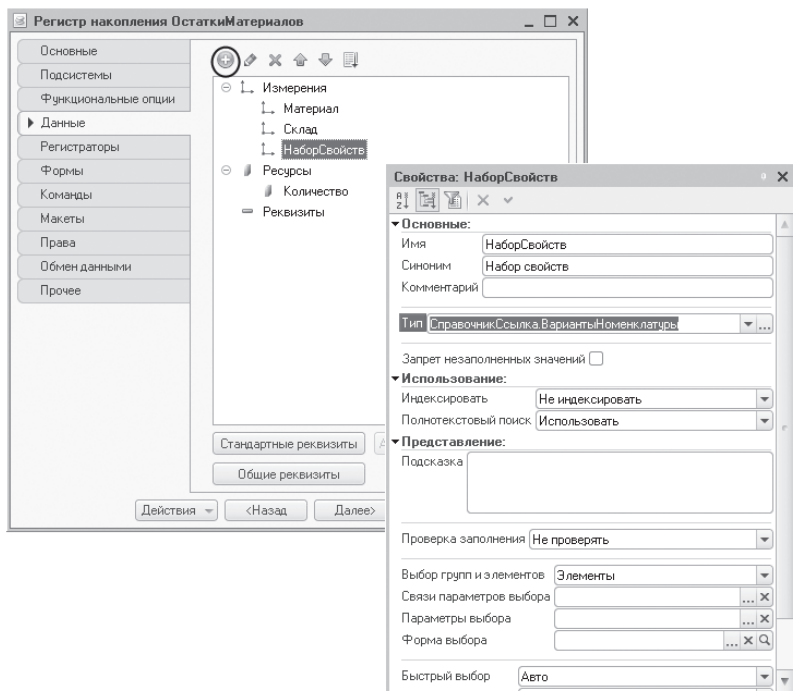 Регистр накопления ОстаткиМатериалов
Основные
Подсистемы
Функциональные опции
Данные
Регистраторы
Формы
Команды
Макеты
Права
Обмен данными
Прочее
Измерения
Материал
Склад
НаборСвойств
Ресурсы
Количество
Реквизиты
Стандартные реквизиты
Общие реквизиты
Действия
<Назад
Далее>
Свойства: НаборСвойств
Основные:
Имя НаборСвойств
Синоним Набор свойств
Комментарий
Тип СправочникСсылка.ВариантыНоменклатуры
Запрет незаполненных значений
Использование:
Индексировать Не индексировать
Полнотекстовый поиск Использовать
Представление:
Подсказка
Проверка заполнения Не проверять
Выбор групп и элементов Элементы
Связи параметров выбора
Параметры выбора
Форма выбора
Быстрый выбор Авто